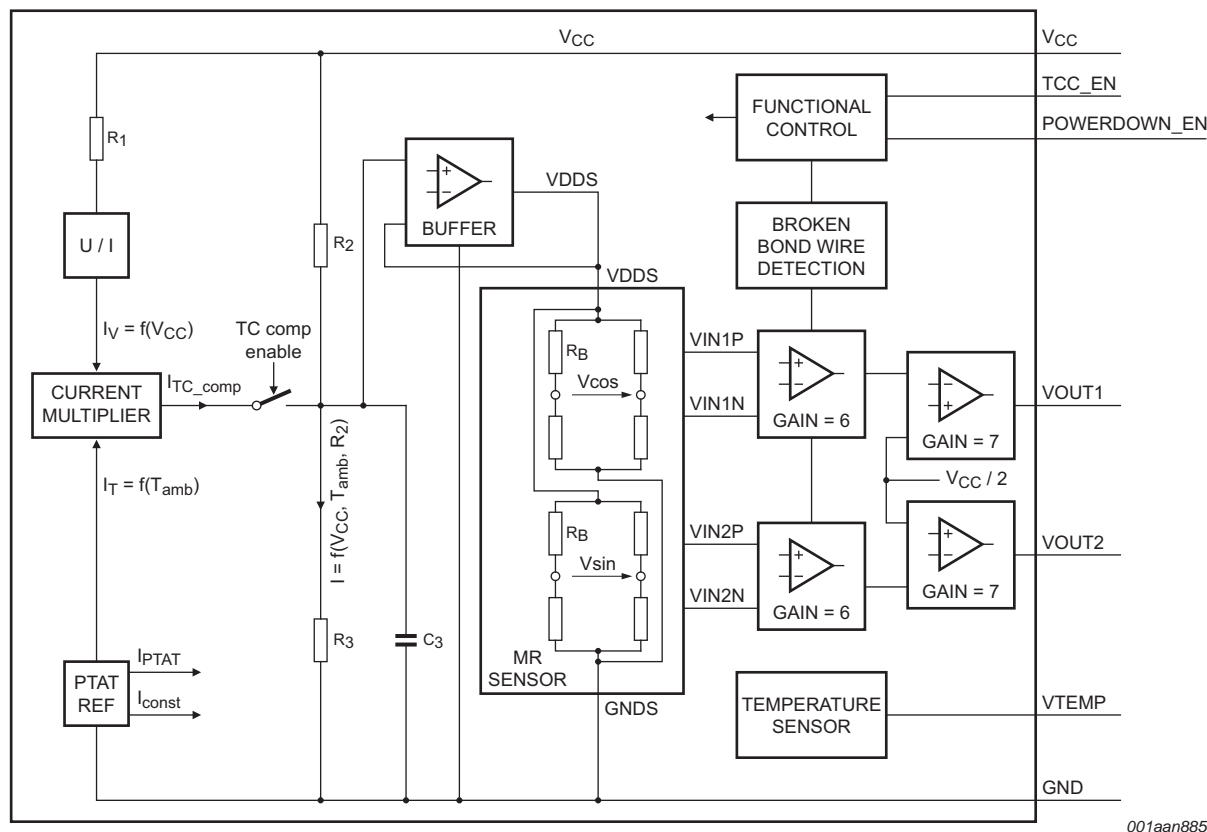 VCC
VCC
TCC_EN
FUNCTIONAL
CONTROL
POWERDOWN_EN
R1
+
−
VDDS
BUFFER
BROKEN
BOND WIRE
DETECTION
U / I
R2
VDDS
IV = f(VCC)
TC comp
enable
RB
Vcos
VIN1P
VIN1N
+
−
GAIN = 6
−
+
GAIN = 7
VOUT1
CURRENT
MULTIPLIER
ITC_comp
I = f(VCC, Tamb, R2)
IT = f(Tamb)
VCC / 2
RB
Vsin
VIN2P
VIN2N
+
−
GAIN = 6
+
−
GAIN = 7
VOUT2
R3
C3
MR
SENSOR
GNDS
PTAT
REF
IPTAT
Iconst
TEMPERATURE
SENSOR
VTEMP
GND
001aan885